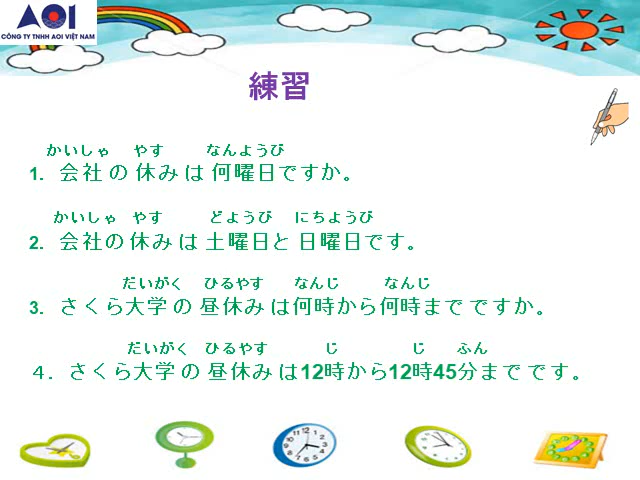 AOI
CÔNG TY TNHH AOI VIỆT NAM
練習
かいしゃ やす なんようび
1. 会社 の 休み は 何曜日ですか。
かいしゃ やす どようび にちようび
2. 会社の 休み は 土曜日と 日曜日です。
だいがく ひるやす なんじ なんじ
3. さくら大学 の 昼休み は何時から何時まで ですか。
だいがく ひるやす じ じ ふん
4. さくら大学 の 昼休み は12時から12時45分まで です。